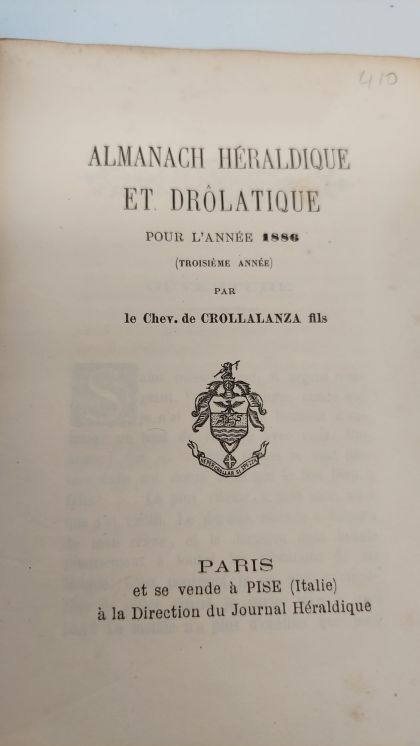 410
ALMANACH HÉRALDIQUE
ET DRÔLATIQUE
POUR L'ANNÉE 1886
(TROISIÈME ANNÉE)
PAR
le Chev. de CROLLALANZA fils
PARIS
et se vende à PISE (Italie)
à la Direction du Journal Héraldique